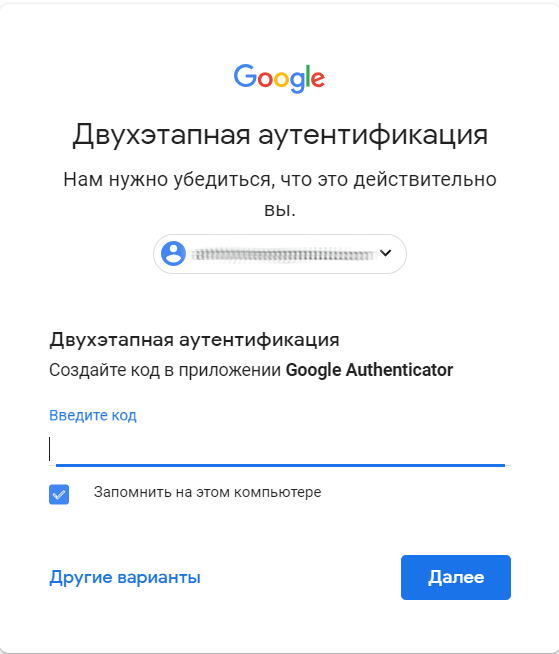 Google
Двухэтапная аутентификация
Нам нужно убедиться, что это действительно
вы.
Двухэтапная аутентификация
Создайте код в приложении Google Authenticator
Введите код
Запомнить на этом компьютере
Другие варианты
Далее